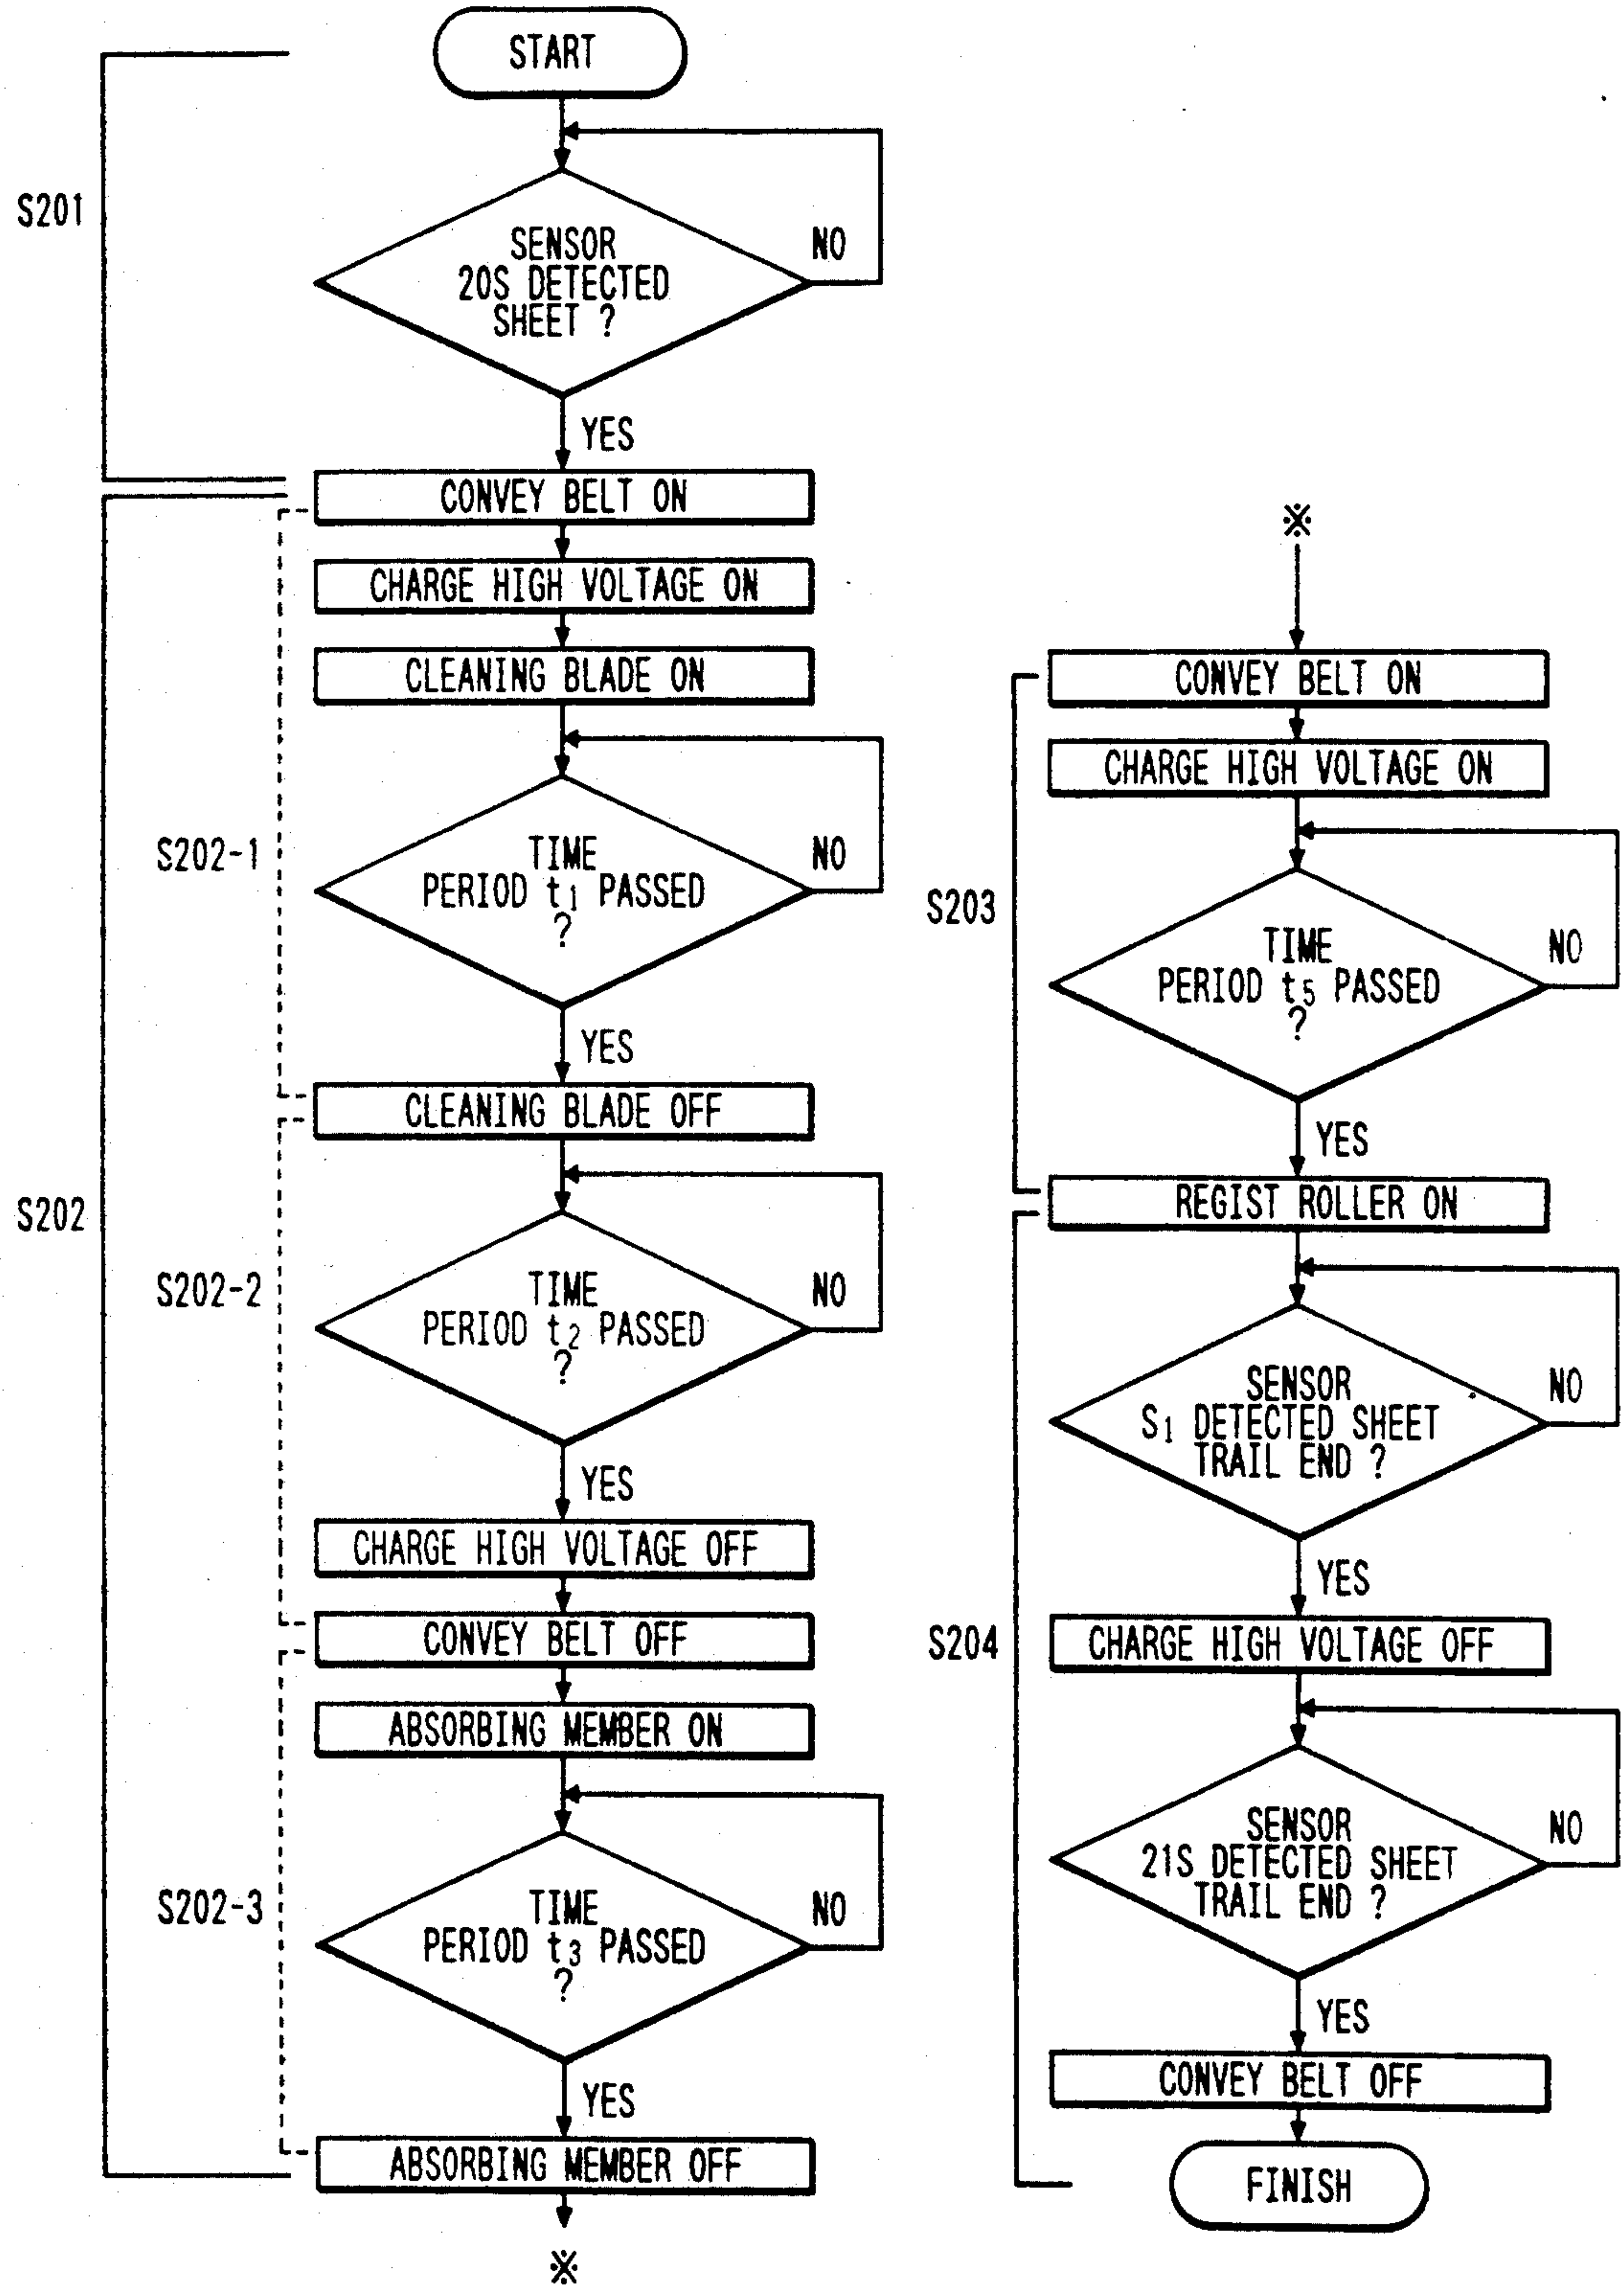 START
S201
SENSOR
20S DETECTED
SHEET ?
NO
YES
CONVEY BELT ON
CHARGE HIGH VOLTAGE ON
CLEANING BLADE ON
S202-1
TIME
PERIOD t1 PASSED
?
NO
YES
CLEANING BLADE OFF
S202
S202-2
TIME
PERIOD t2 PASSED
?
NO
YES
CHARGE HIGH VOLTAGE OFF
CONVEY BELT OFF
ABSORBING MEMBER ON
S202-3
TIME
PERIOD t3 PASSED
?
NO
YES
ABSORBING MEMBER OFF
※
※
CONVEY BELT ON
CHARGE HIGH VOLTAGE ON
S203
TIME
PERIOD t5 PASSED
?
NO
YES
REGIST ROLLER ON
SENSOR
S1 DETECTED SHEET
TRAIL END ?
NO
YES
S204
CHARGE HIGH VOLTAGE OFF
SENSOR
21S DETECTED SHEET
TRAIL END ?
NO
YES
CONVEY BELT OFF
FINISH